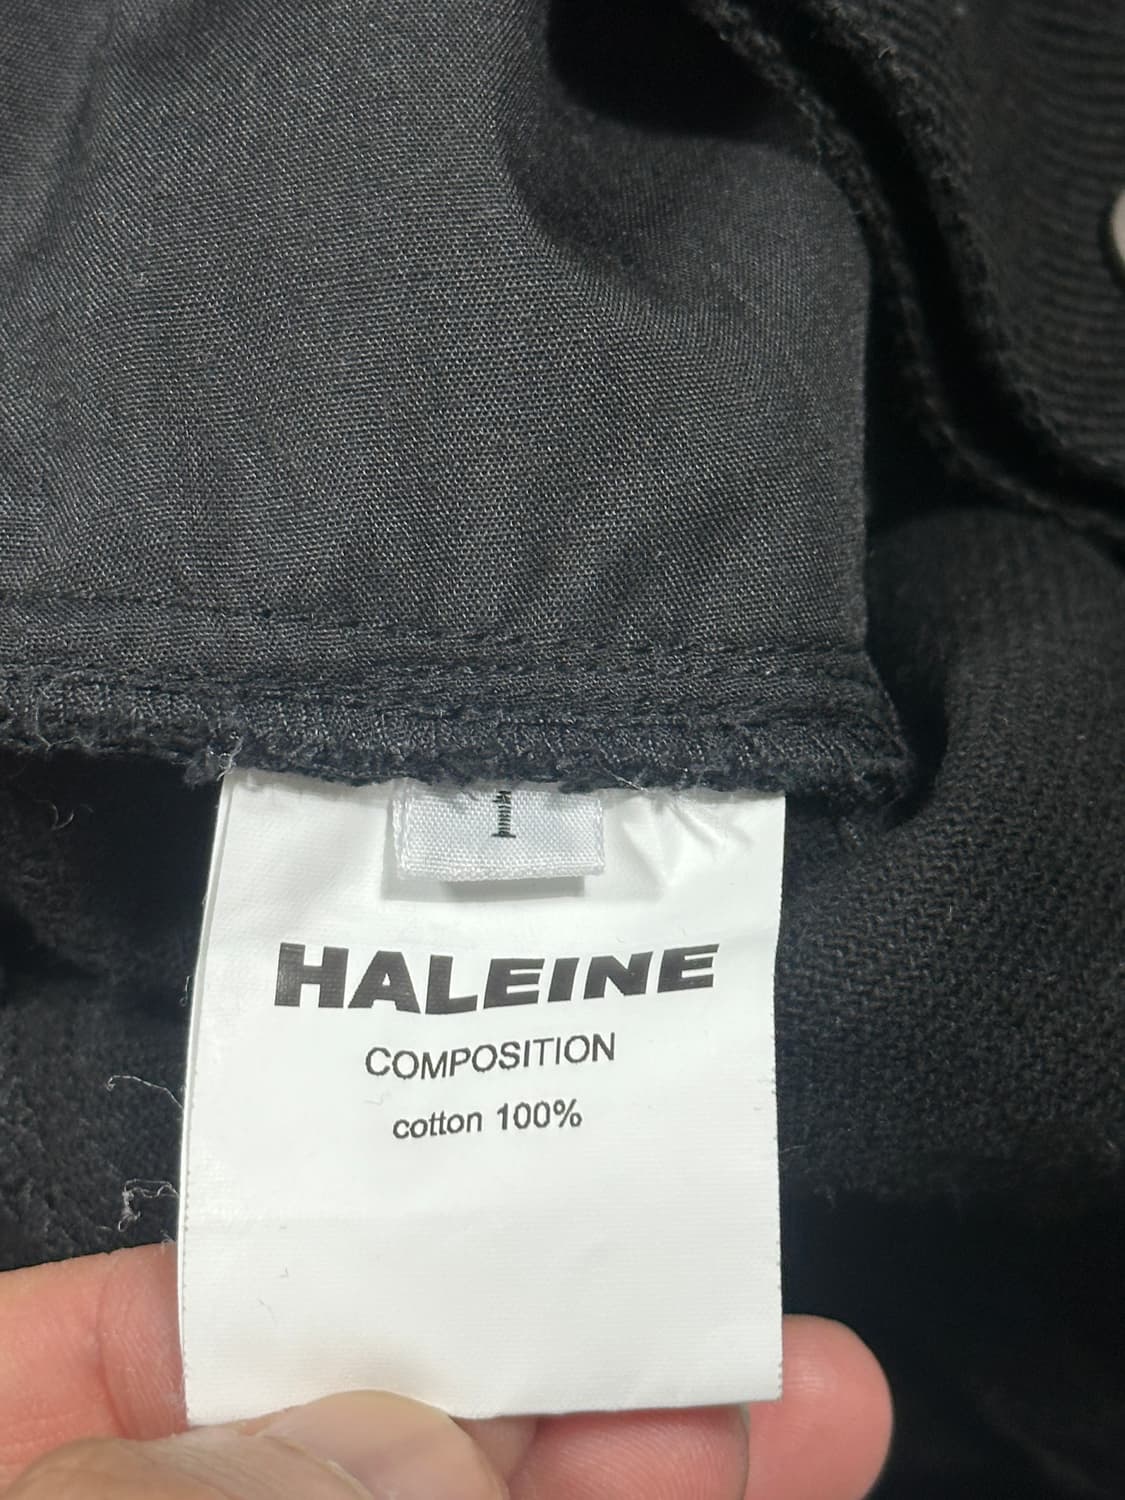 1
HALEINE
COMPOSITION
cotton 100%